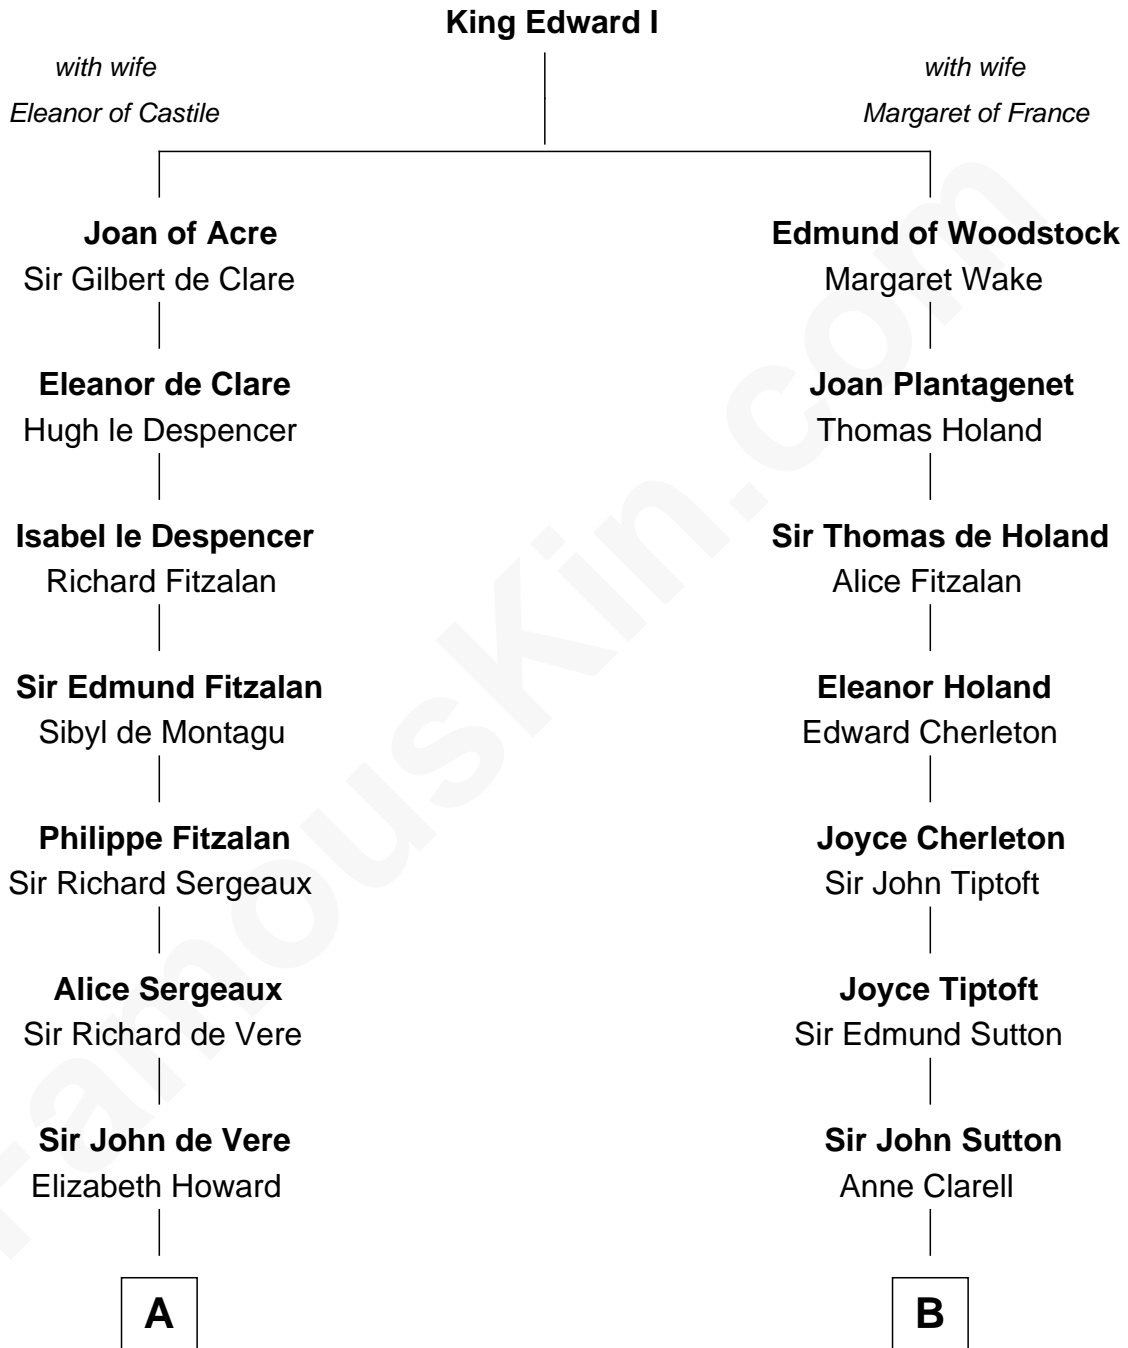 King Edward I
with wife
Eleanor of Castile
with wife
Margaret of France
Joan of Acre
Sir Gilbert de Clare
Edmund of Woodstock
Margaret Wake
Eleanor de Clare
Hugh le Despencer
Joan Plantagenet
Thomas Holand
Isabel le Despencer
Richard Fitzalan
Sir Thomas de Holand
Alice Fitzalan
Sir Edmund Fitzalan
Sibyl de Montagu
Eleanor Holand
Edward Cherleton
Philippe Fitzalan
Sir Richard Sergeaux
Joyce Cherleton
Sir John Tiptoft
Alice Sergeaux
Sir Richard de Vere
Joyce Tiptoft
Sir Edmund Sutton
Sir John de Vere
Elizabeth Howard
Sir John Sutton
Anne Clarell
A
B
FamousKin.com